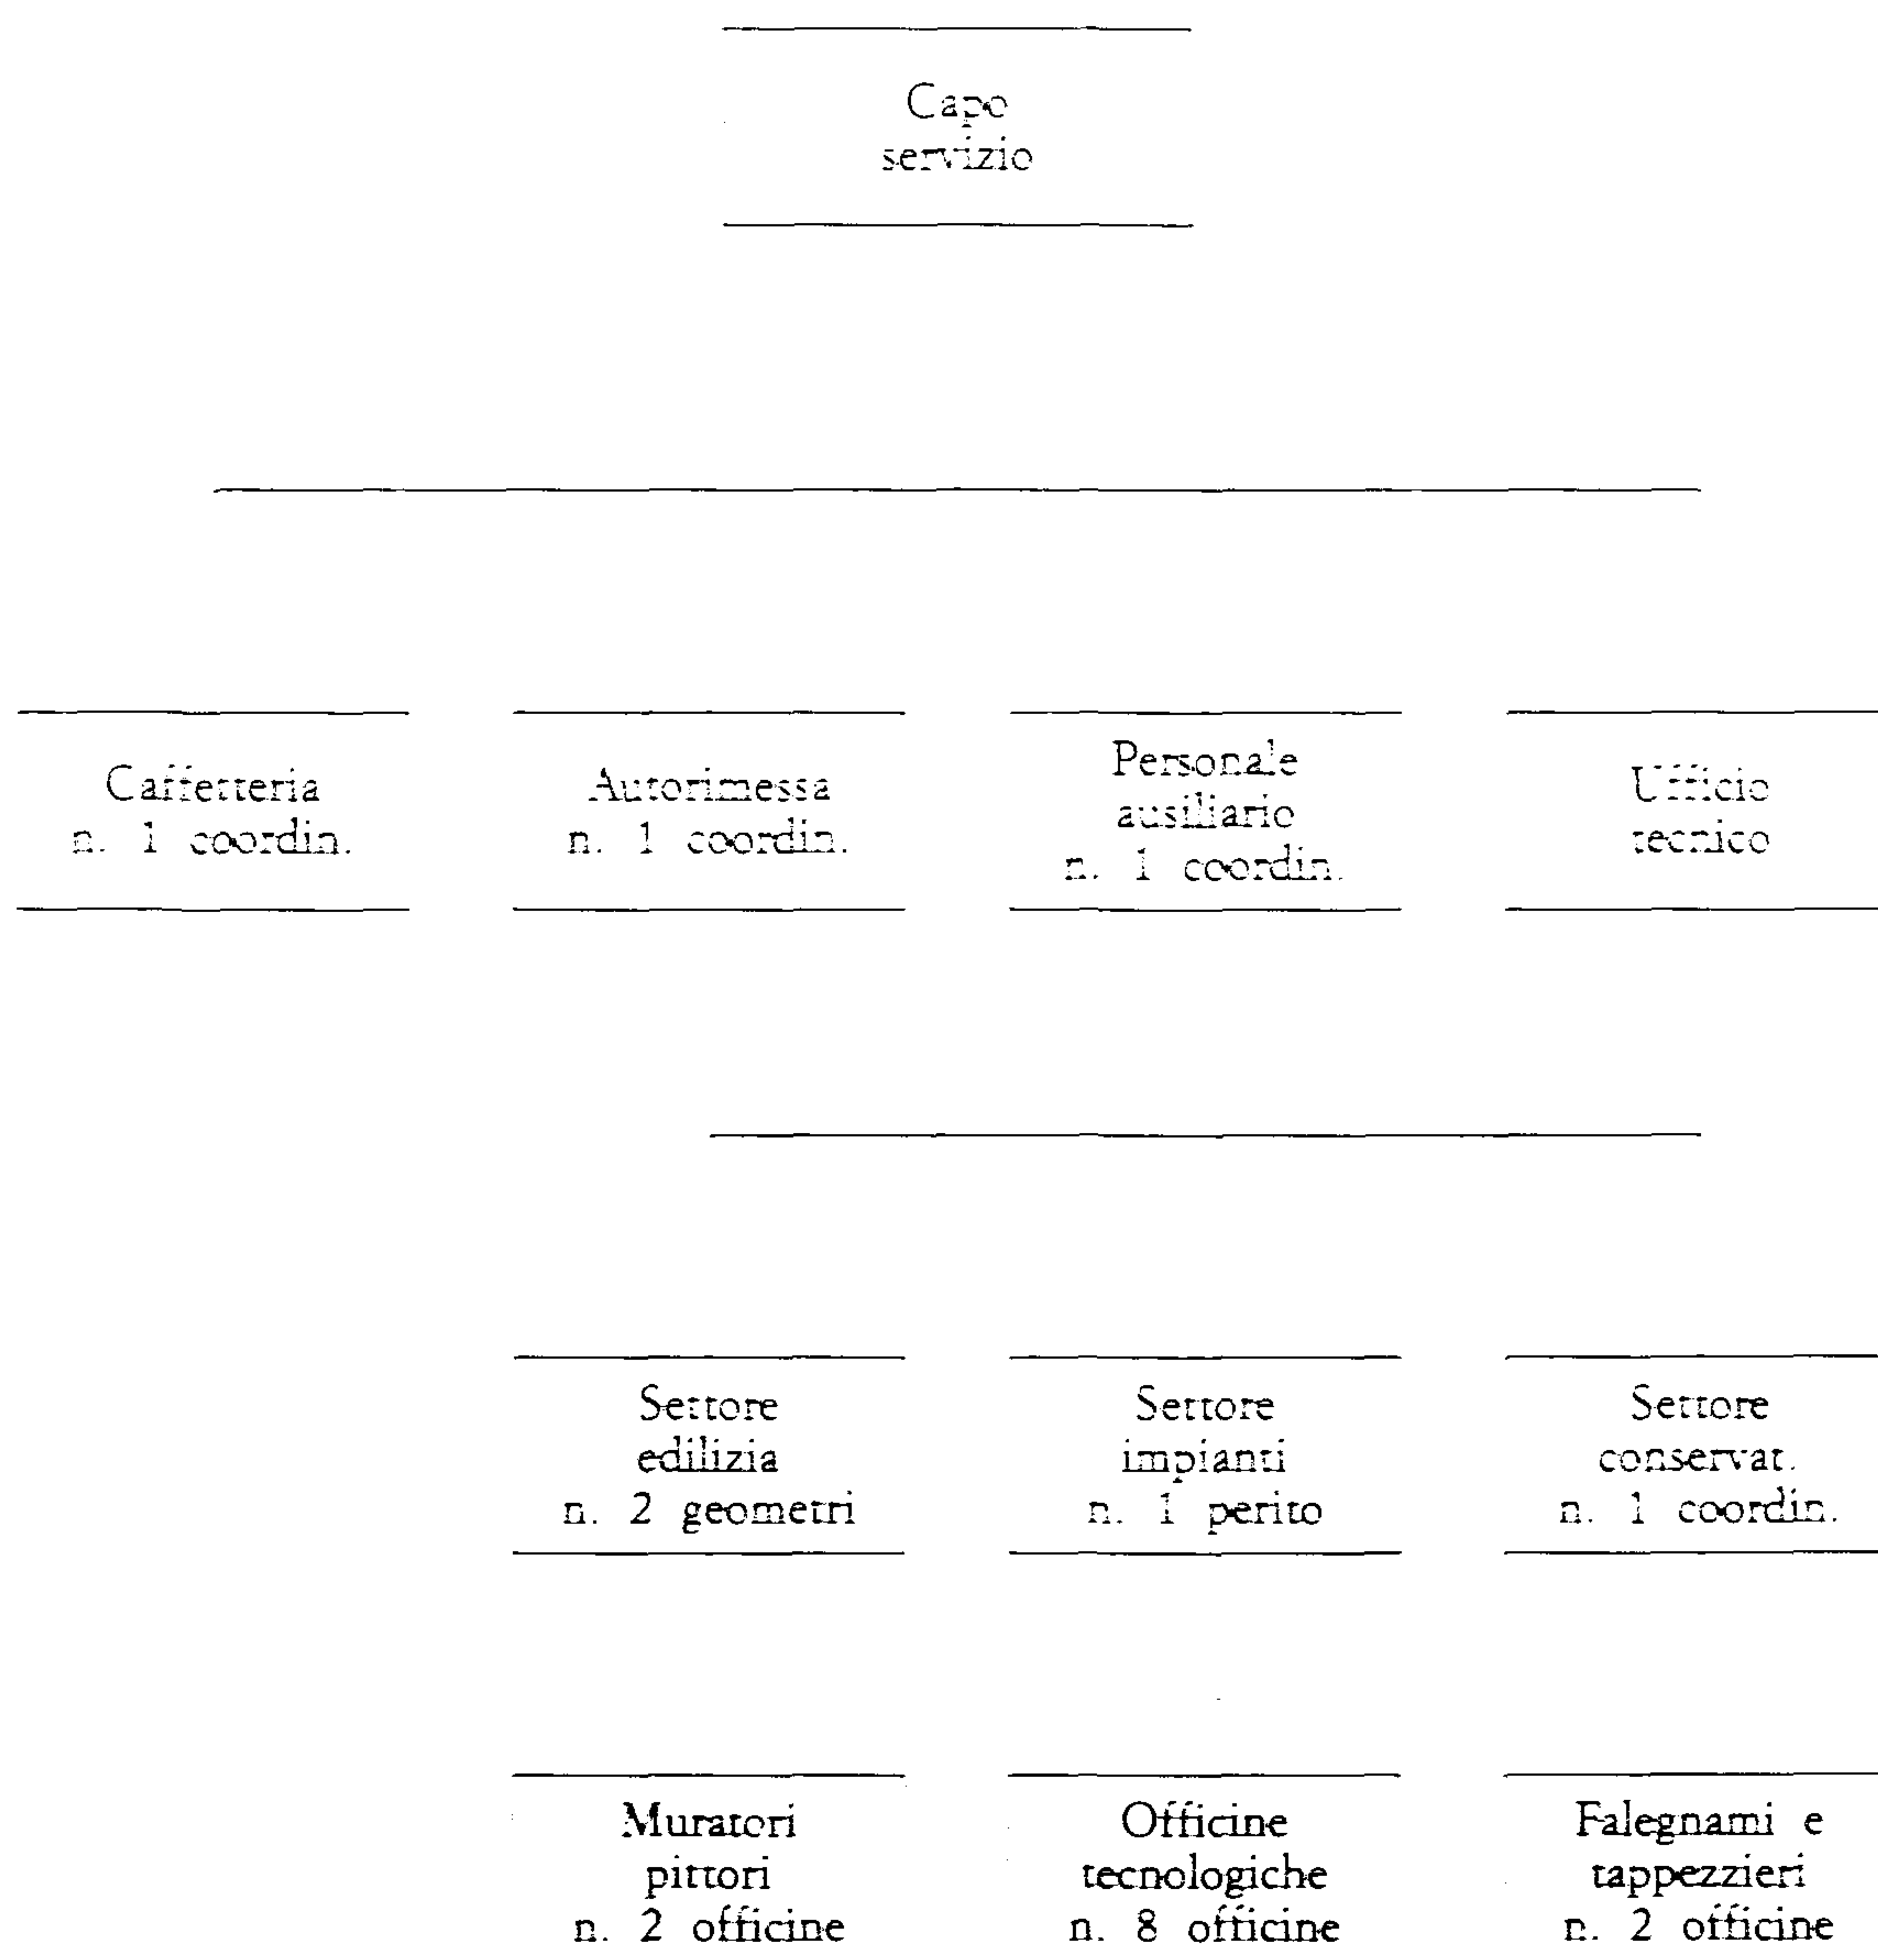 Capo
servizio
Caffetteria
n. 1 coordin.
Autorimessa
n. 1 coordin.
Personale
ausiliario
n. 1 coordin.
Ufficio
tecnico
Settore
edilizia
n. 2 geometri
Settore
impianti
n. 1 perito
Settore
conservat.
n. 1 coordin.
Muratori
pittori
n. 2 officine
Officine
tecnologiche
n. 8 officine
Falegnami e
tappezzieri
n. 2 officine